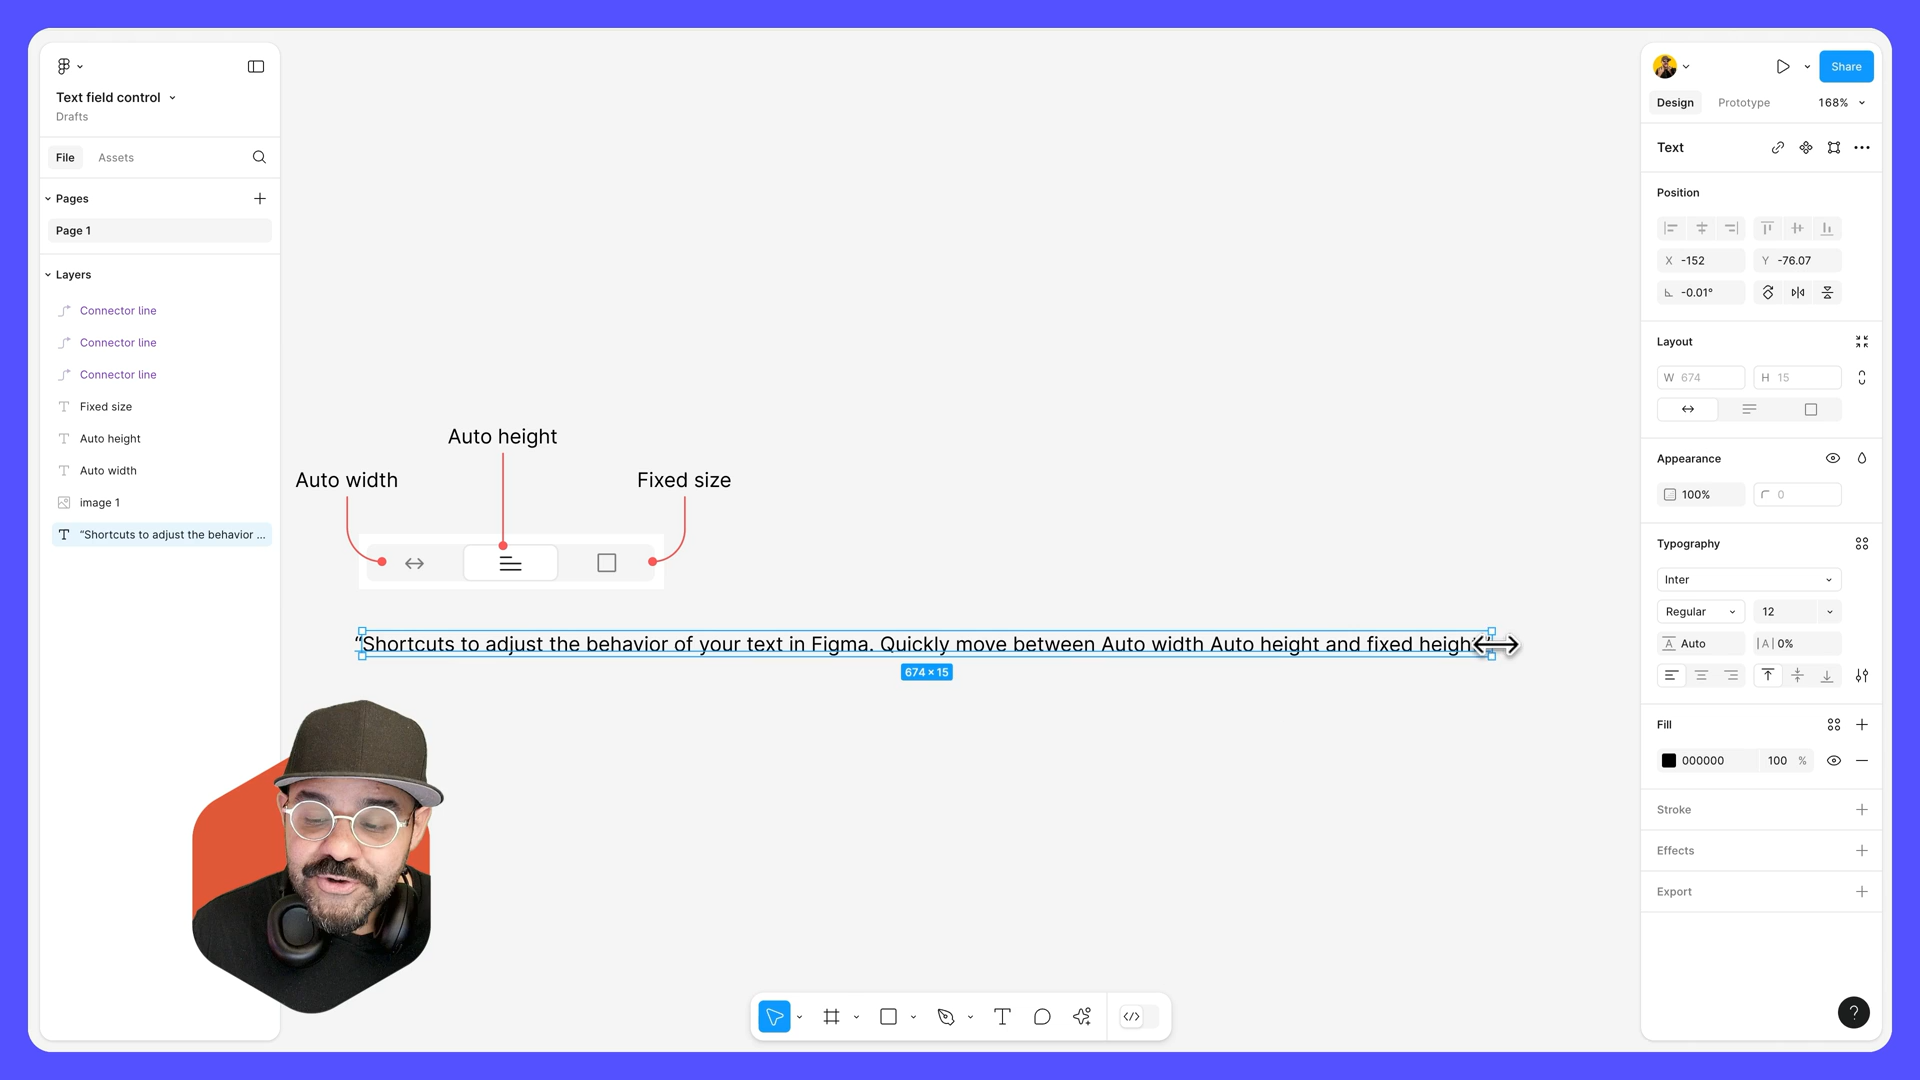 Text field control
Drafts
File
Assets
Pages
Page 1
Layers
Connector line
Connector line
Connector line
Fixed size
Auto height
Auto width
image 1
“Shortcuts to adjust the behavior ...
Auto height
Auto width
Fixed size
“Shortcuts to adjust the behavior of your text in Figma. Quickly move between Auto width Auto height and fixed height
674 × 15
Share
Design
Prototype
168%
Text
Position
X -152
Y -76.07
-0.01°
Layout
W 674
H 15
Appearance
100%
0
Typography
Inter
Regular
12
A Auto
|A| 0%
Fill
000000
100 %
Stroke
Effects
Export
?